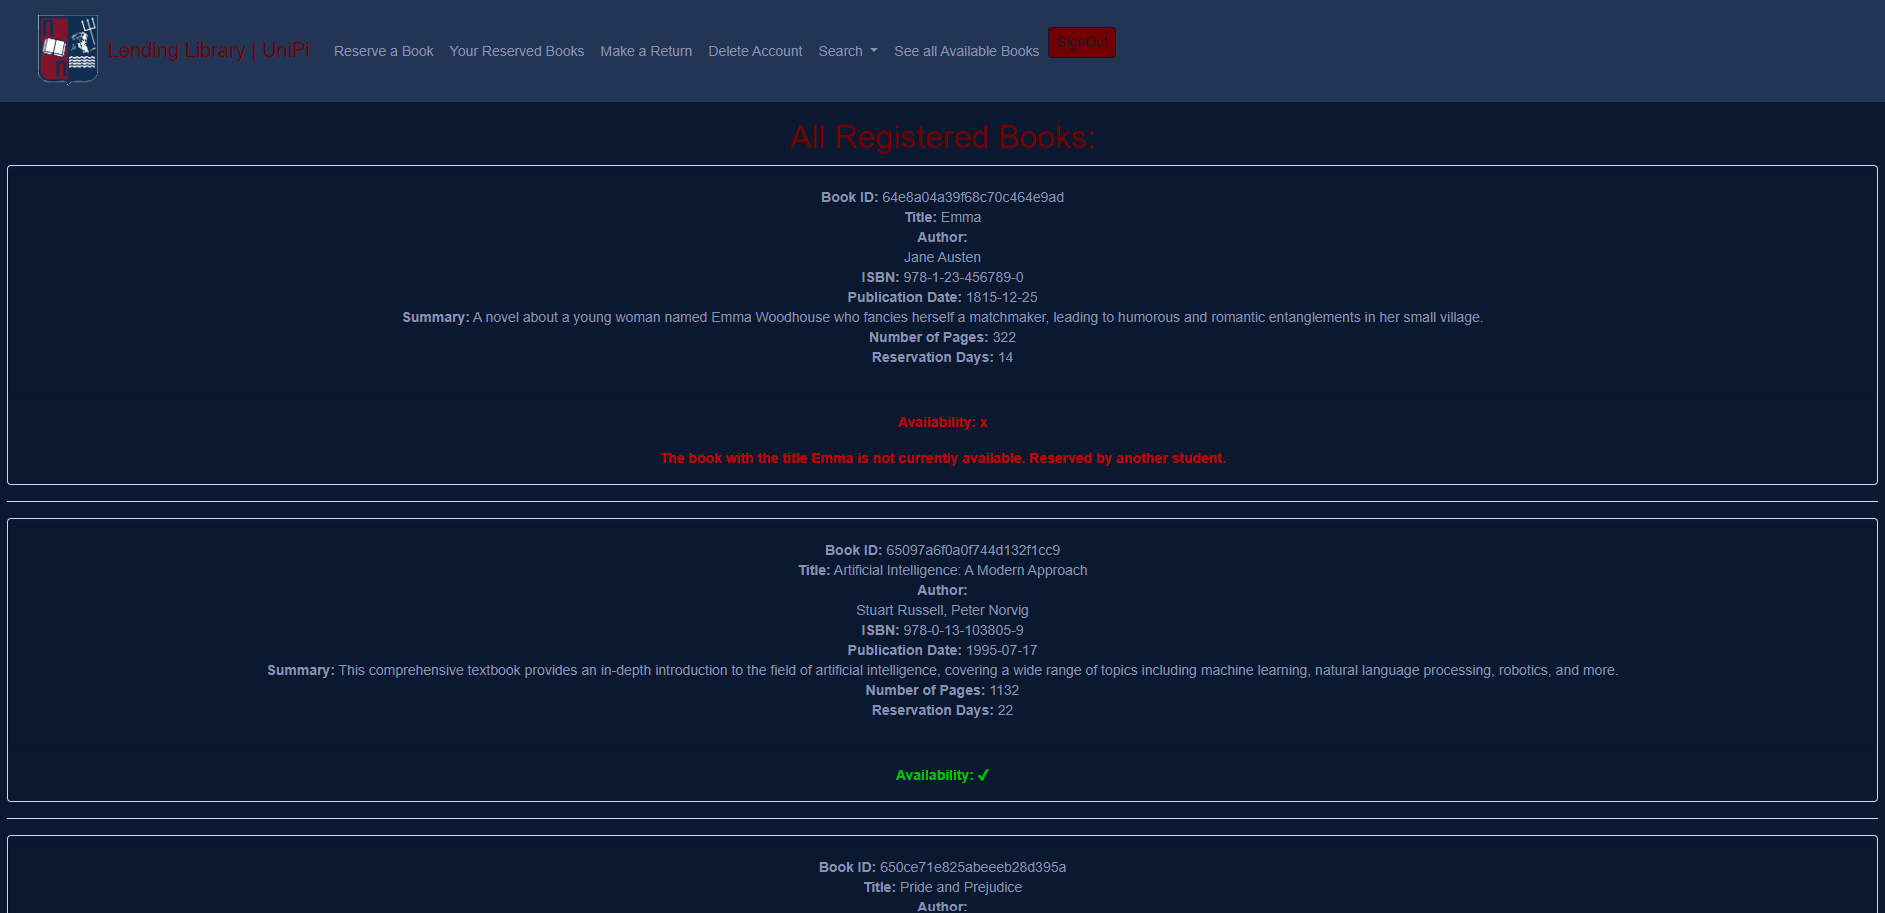 Lending Library | UniPi
Reserve a Book
Your Reserved Books
Make a Return
Delete Account
Search
See all Available Books
SignOut
All Registered Books:
Book ID: 64e8a04a39f68c70c464e9ad
Title: Emma
Author:
Jane Austen
ISBN: 978-1-23-456789-0
Publication Date: 1815-12-25
Summary: A novel about a young woman named Emma Woodhouse who fancies herself a matchmaker, leading to humorous and romantic entanglements in her small village.
Number of Pages: 322
Reservation Days: 14
Availability: x
The book with the title Emma is not currently available. Reserved by another student.
Book ID: 65097a6f0a0f744d132f1cc9
Title: Artificial Intelligence: A Modern Approach
Author:
Stuart Russell, Peter Norvig
ISBN: 978-0-13-103805-9
Publication Date: 1995-07-17
Summary: This comprehensive textbook provides an in-depth introduction to the field of artificial intelligence, covering a wide range of topics including machine learning, natural language processing, robotics, and more.
Number of Pages: 1132
Reservation Days: 22
Availability: ✔
Book ID: 650ce71e825abeeeb28d395a
Title: Pride and Prejudice
Author: